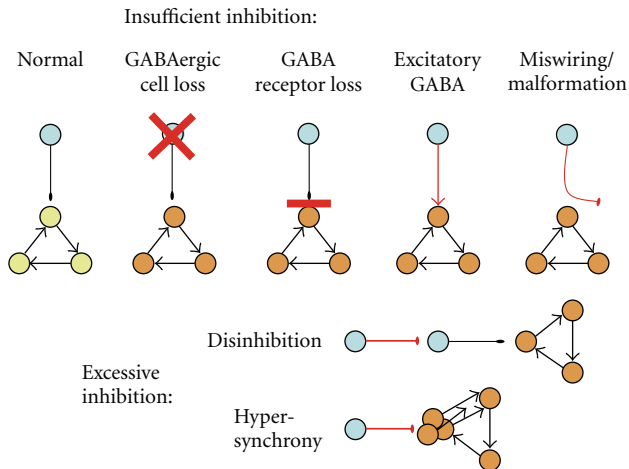 Insufficient inhibition:
Normal
GABAergic
cell loss
GABA
receptor loss
Excitatory
GABA
Miswiring/
malformation
Disinhibition
Excessive
inhibition:
Hyper-
synchrony